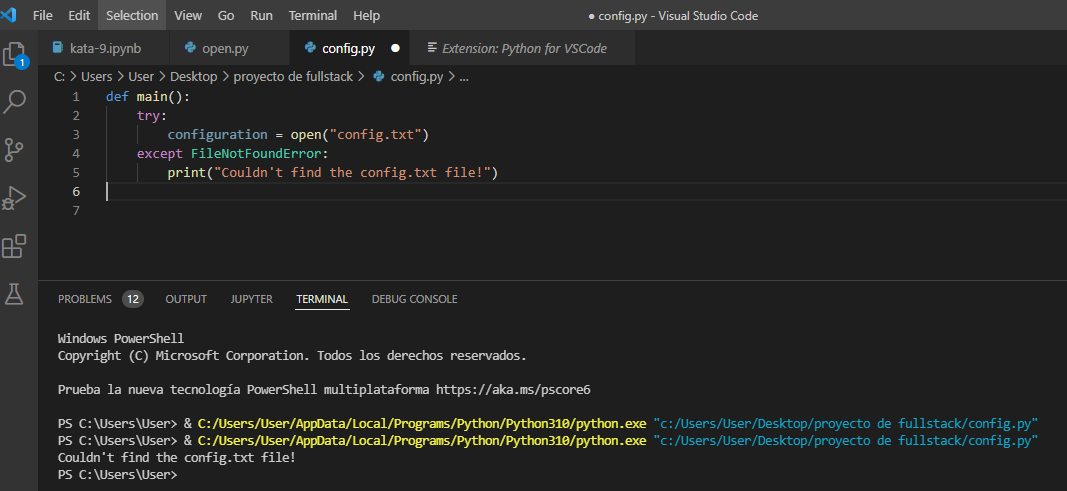 File Edit Selection View Go Run Terminal Help ● config.py - Visual Studio Code
kata-9.ipynb open.py config.py ● Extension: Python for VSCode
C: > Users > User > Desktop > proyecto de fullstack > config.py > ...
1 def main():
2     try:
3         configuration = open("config.txt")
4     except FileNotFoundError:
5         print("Couldn't find the config.txt file!")
6
7
1
PROBLEMS 12 OUTPUT JUPYTER TERMINAL DEBUG CONSOLE
Windows PowerShell
Copyright (C) Microsoft Corporation. Todos los derechos reservados.
Prueba la nueva tecnología PowerShell multiplataforma https://aka.ms/pscore6
PS C:\Users\User> & C:/Users/User/AppData/Local/Programs/Python/Python310/python.exe "c:/Users/User/Desktop/proyecto de fullstack/config.py"
PS C:\Users\User> & C:/Users/User/AppData/Local/Programs/Python/Python310/python.exe "c:/Users/User/Desktop/proyecto de fullstack/config.py"
Couldn't find the config.txt file!
PS C:\Users\User>